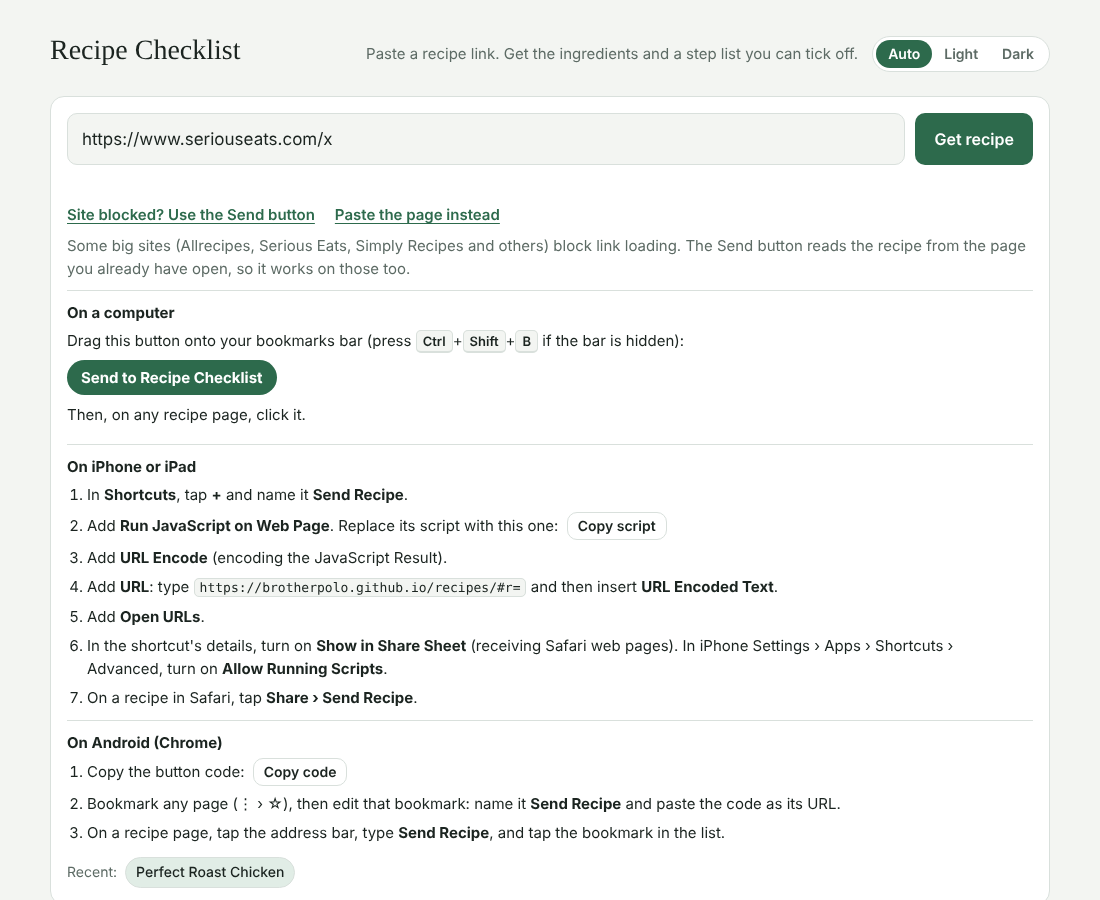 Recipe Checklist
Paste a recipe link. Get the ingredients and a step list you can tick off.
Auto Light Dark
https://www.seriouseats.com/x
Get recipe
Site blocked? Use the Send button Paste the page instead
Some big sites (Allrecipes, Serious Eats, Simply Recipes and others) block link loading. The Send button reads the recipe from the page
you already have open, so it works on those too.
On a computer
Drag this button onto your bookmarks bar (press Ctrl+Shift+B if the bar is hidden):
Send to Recipe Checklist
Then, on any recipe page, click it.
On iPhone or iPad
1. In Shortcuts, tap + and name it Send Recipe.
2. Add Run JavaScript on Web Page. Replace its script with this one: Copy script
3. Add URL Encode (encoding the JavaScript Result).
4. Add URL: type https://brotherpolo.github.io/recipes/#r= and then insert URL Encoded Text.
5. Add Open URLs.
6. In the shortcut's details, turn on Show in Share Sheet (receiving Safari web pages). In iPhone Settings › Apps › Shortcuts ›
Advanced, turn on Allow Running Scripts.
7. On a recipe in Safari, tap Share › Send Recipe.
On Android (Chrome)
1. Copy the button code: Copy code
2. Bookmark any page (⋮ › ☆), then edit that bookmark: name it Send Recipe and paste the code as its URL.
3. On a recipe page, tap the address bar, type Send Recipe, and tap the bookmark in the list.
Recent: Perfect Roast Chicken